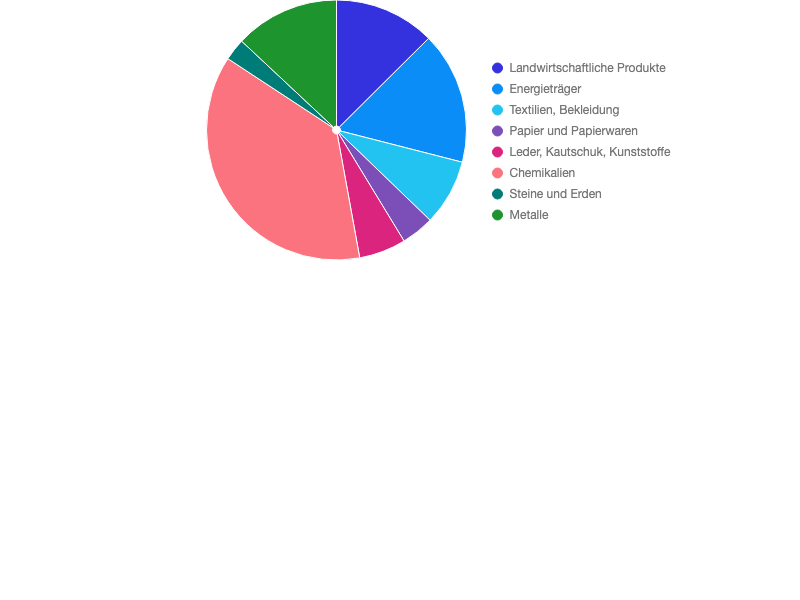 Landwirtschaftliche Produkte
Energieträger
Textilien, Bekleidung
Papier und Papierwaren
Leder, Kautschuk, Kunststoffe
Chemikalien
Steine und Erden
Metalle